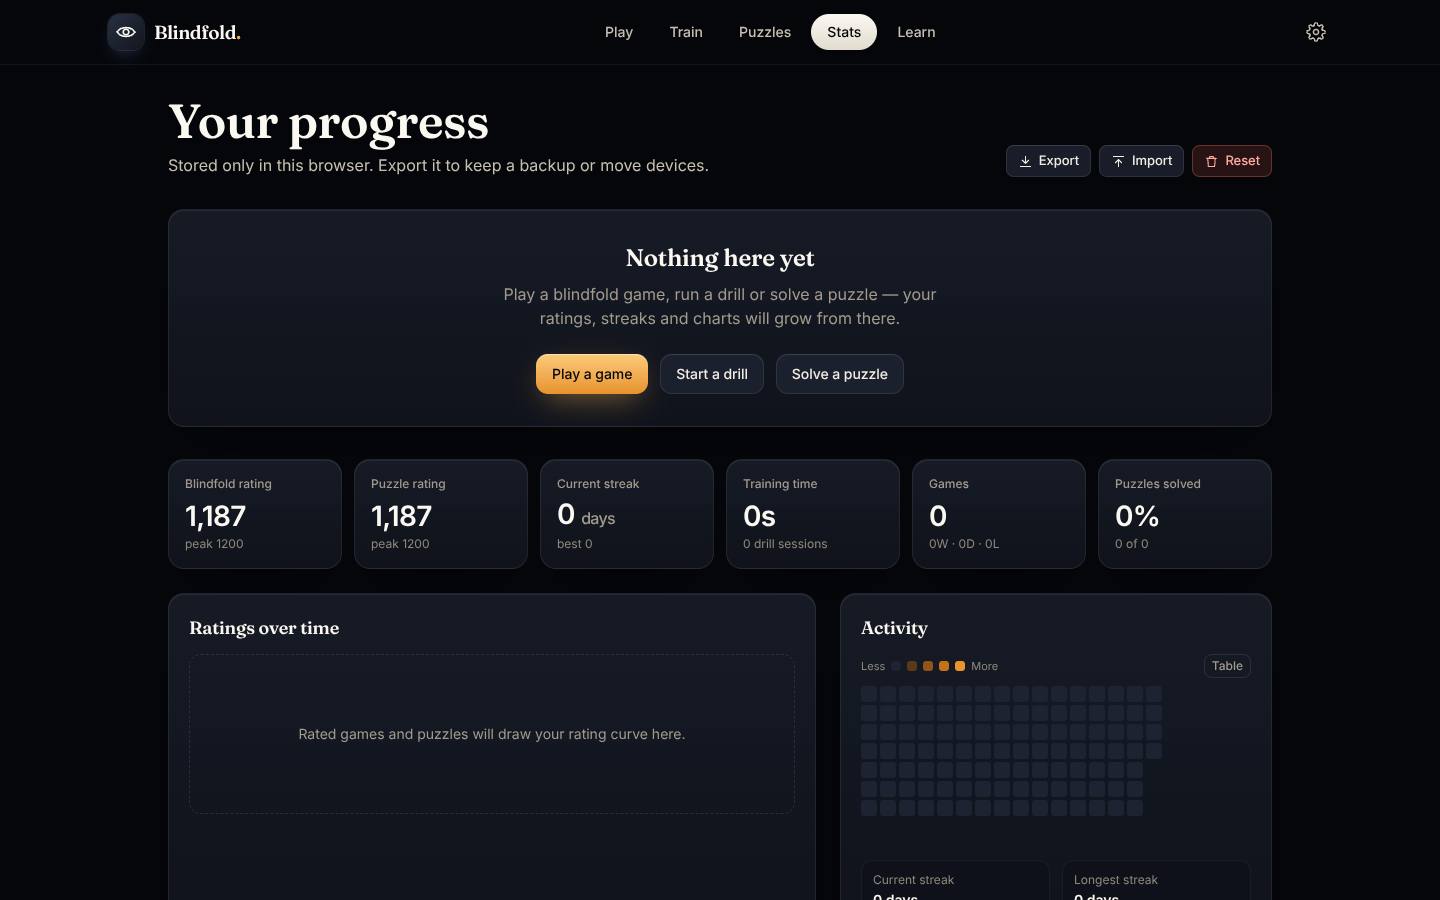 Blindfold.
Play
Train
Puzzles
Stats
Learn
Your progress
Stored only in this browser. Export it to keep a backup or move devices.
Export
Import
Reset
Nothing here yet
Play a blindfold game, run a drill or solve a puzzle — your
ratings, streaks and charts will grow from there.
Play a game
Start a drill
Solve a puzzle
Blindfold rating
1,187
peak 1200
Puzzle rating
1,187
peak 1200
Current streak
0 days
best 0
Training time
0s
0 drill sessions
Games
0
0W · 0D · 0L
Puzzles solved
0%
0 of 0
Ratings over time
Rated games and puzzles will draw your rating curve here.
Activity
Less
More
Table
Current streak
0 days
Longest streak
0 days